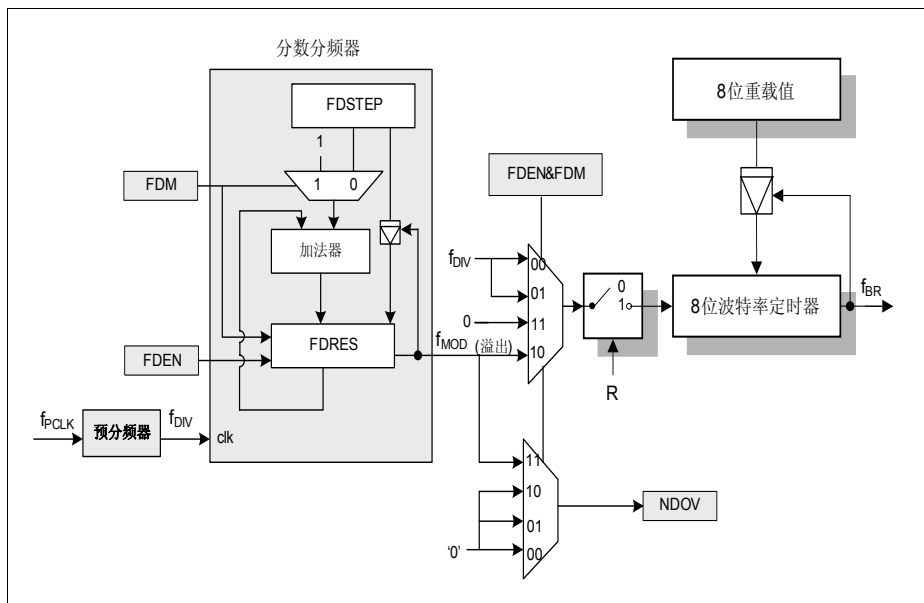 分数分频器
FDSTEP
8位重载值
1
FDEN&FDM
FDM
1 0
加法器
fDIV
00
01
0
11
10
0
1
8位波特率定时器
fBR
FDEN
FDRES
fMOD (溢出)
R
fPCLK
预分频器
fDIV
clk
11
10
01
00
'0'
NDOV